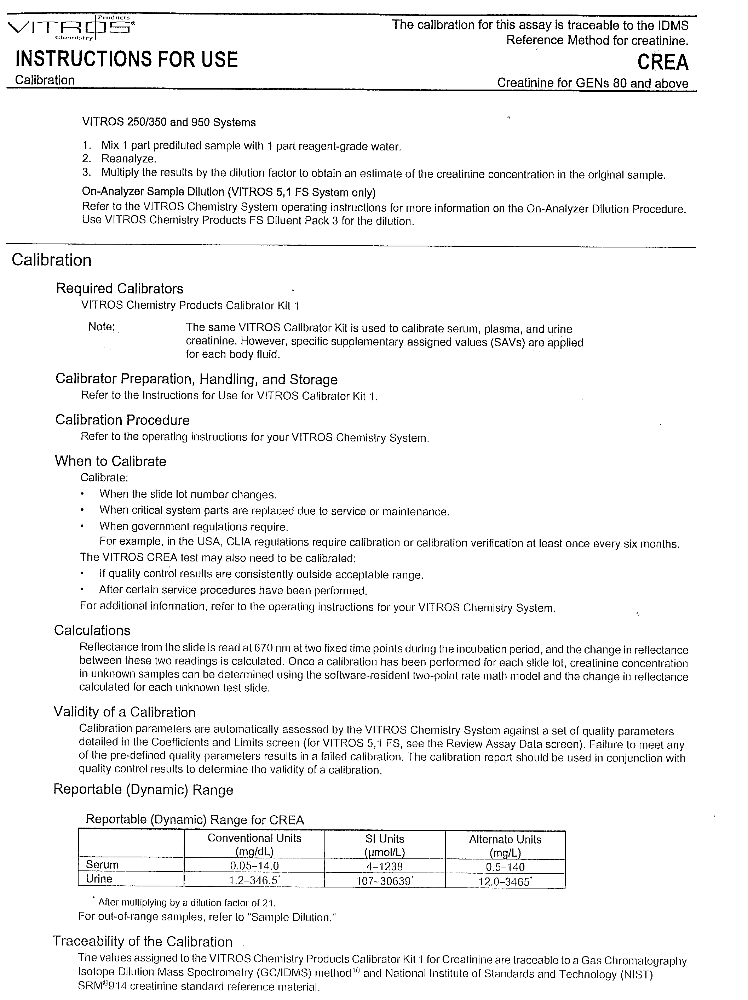 VITROS®
Products
Chemistry
The calibration for this assay is traceable to the IDMS
Reference Method for creatinine.
INSTRUCTIONS FOR USE
CREA
Calibration
Creatinine for GENs 80 and above
VITROS 250/350 and 950 Systems
1. Mix 1 part prediluted sample with 1 part reagent-grade water.
2. Reanalyze.
3. Multiply the results by the dilution factor to obtain an estimate of the creatinine concentration in the original sample.
On-Analyzer Sample Dilution (VITROS 5,1 FS System only)
Refer to the VITROS Chemistry System operating instructions for more information on the On-Analyzer Dilution Procedure.
Use VITROS Chemistry Products FS Diluent Pack 3 for the dilution.
Calibration
Required Calibrators
VITROS Chemistry Products Calibrator Kit 1
Note: The same VITROS Calibrator Kit is used to calibrate serum, plasma, and urine
creatinine. However, specific supplementary assigned values (SAVs) are applied
for each body fluid.
Calibrator Preparation, Handling, and Storage
Refer to the Instructions for Use for VITROS Calibrator Kit 1.
Calibration Procedure
Refer to the operating instructions for your VITROS Chemistry System.
When to Calibrate
Calibrate:
• When the slide lot number changes.
• When critical system parts are replaced due to service or maintenance.
• When government regulations require.
For example, in the USA, CLIA regulations require calibration or calibration verification at least once every six months.
The VITROS CREA test may also need to be calibrated:
• If quality control results are consistently outside acceptable range.
• After certain service procedures have been performed.
For additional information, refer to the operating instructions for your VITROS Chemistry System.
Calculations
Reflectance from the slide is read at 670 nm at two fixed time points during the incubation period, and the change in reflectance
between these two readings is calculated. Once a calibration has been performed for each slide lot, creatinine concentration
in unknown samples can be determined using the software-resident two-point rate math model and the change in reflectance
calculated for each unknown test slide.
Validity of a Calibration
Calibration parameters are automatically assessed by the VITROS Chemistry System against a set of quality parameters
detailed in the Coefficients and Limits screen (for VITROS 5,1 FS, see the Review Assay Data screen). Failure to meet any
of the pre-defined quality parameters results in a failed calibration. The calibration report should be used in conjunction with
quality control results to determine the validity of a calibration.
Reportable (Dynamic) Range
Reportable (Dynamic) Range for CREA
Conventional Units SI Units Alternate Units
(mg/dL) (µmol/L) (mg/L)
Serum 0.05–14.0 4–1238 0.5–140
Urine 1.2–346.5* 107–30639* 12.0–3465*
* After multiplying by a dilution factor of 21.
For out-of-range samples, refer to "Sample Dilution."
Traceability of the Calibration
The values assigned to the VITROS Chemistry Products Calibrator Kit 1 for Creatinine are traceable to a Gas Chromatography
Isotope Dilution Mass Spectrometry (GC/IDMS) method10 and National Institute of Standards and Technology (NIST)
SRM®914 creatinine standard reference material.